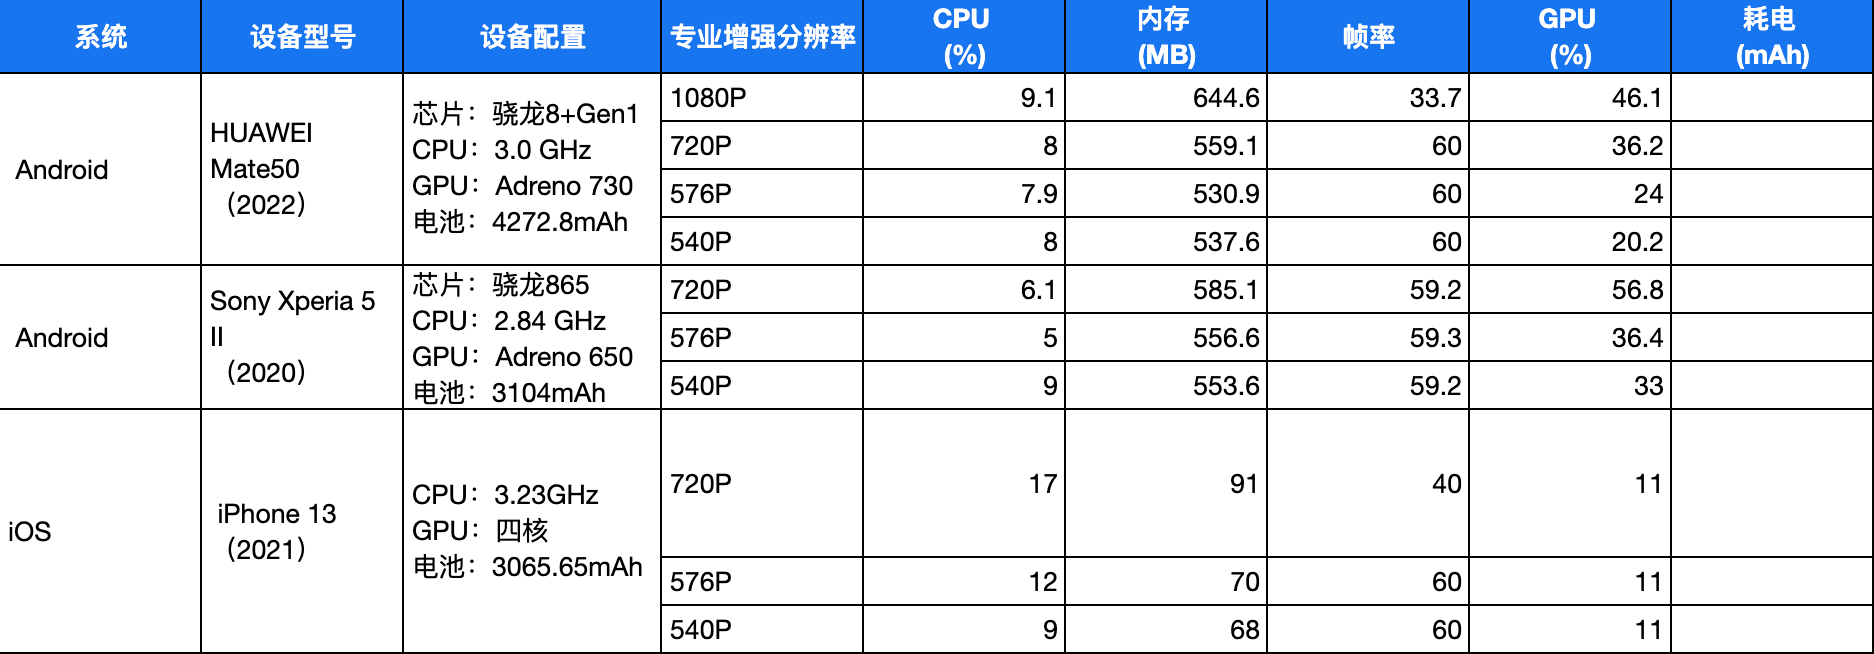 系统
设备型号
设备配置
专业增强分辨率
CPU
(%)
内存
(MB)
帧率
GPU
(%)
耗电
(mAh)
Android
HUAWEI
Mate50
（2022）
芯片：骁龙8+Gen1
CPU：3.0 GHz
GPU：Adreno 730
电池：4272.8mAh
1080P 9.1 644.6 33.7 46.1
720P 8 559.1 60 36.2
576P 7.9 530.9 60 24
540P 8 537.6 60 20.2
Android
Sony Xperia 5
II
（2020）
芯片：骁龙865
CPU：2.84 GHz
GPU：Adreno 650
电池：3104mAh
720P 6.1 585.1 59.2 56.8
576P 5 556.6 59.3 36.4
540P 9 553.6 59.2 33
iOS
iPhone 13
（2021）
CPU：3.23GHz
GPU：四核
电池：3065.65mAh
720P 17 91 40 11
576P 12 70 60 11
540P 9 68 60 11